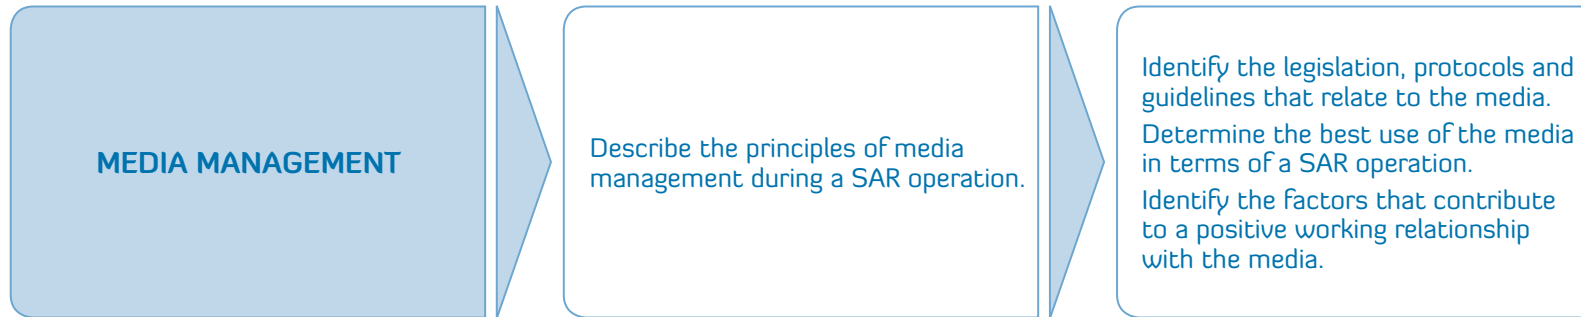 MEDIA MANAGEMENT
Describe the principles of media
management during a SAR operation.
Identify the legislation, protocols and
guidelines that relate to the media.
Determine the best use of the media
in terms of a SAR operation.
Identify the factors that contribute
to a positive working relationship
with the media.